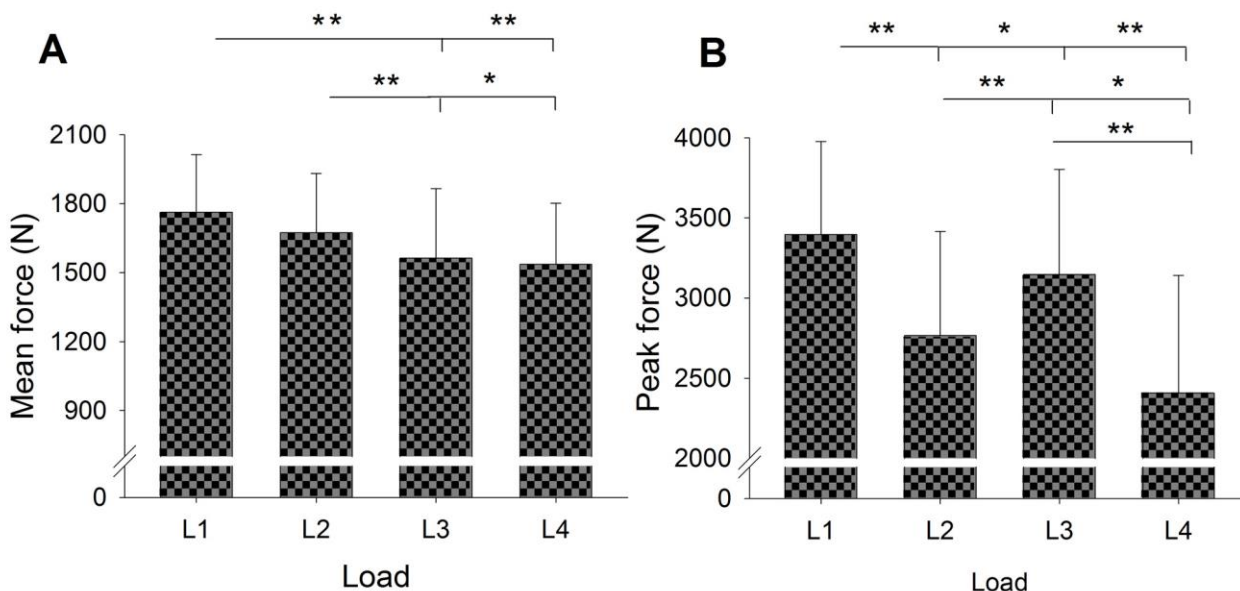 A
** **
** *
Mean force (N)
2100
1800
1500
1200
900
0
L1 L2 L3 L4
Load
B
** * **
** *
**
Peak force (N)
4000
3500
3000
2500
2000
0
L1 L2 L3 L4
Load